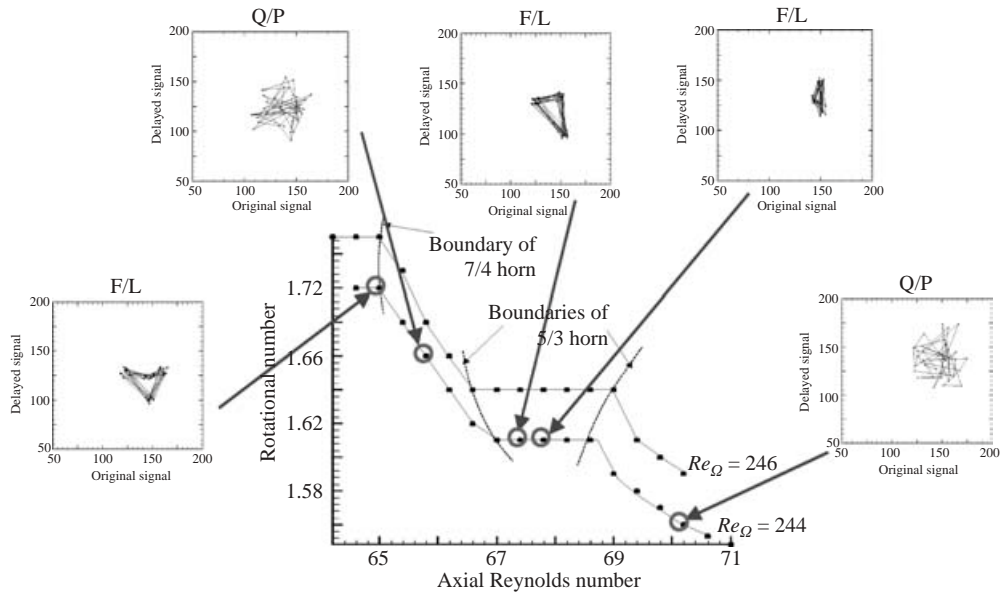 Q/P
200
150
100
50
50 100 150 200
Delayed signal
Original signal
F/L
200
150
100
50
50 100 150 200
Delayed signal
Original signal
F/L
200
150
100
50
50 100 150 200
Delayed signal
Original signal
F/L
200
150
100
50
50 100 150 200
Delayed signal
Original signal
Q/P
200
150
100
50
50 100 150 200
Delayed signal
Original signal
Boundary of
7/4 horn
Boundaries of
5/3 horn
Rotational number
1.72
1.66
1.62
1.58
Re_Ω = 246
Re_Ω = 244
65 67 69 71
Axial Reynolds number